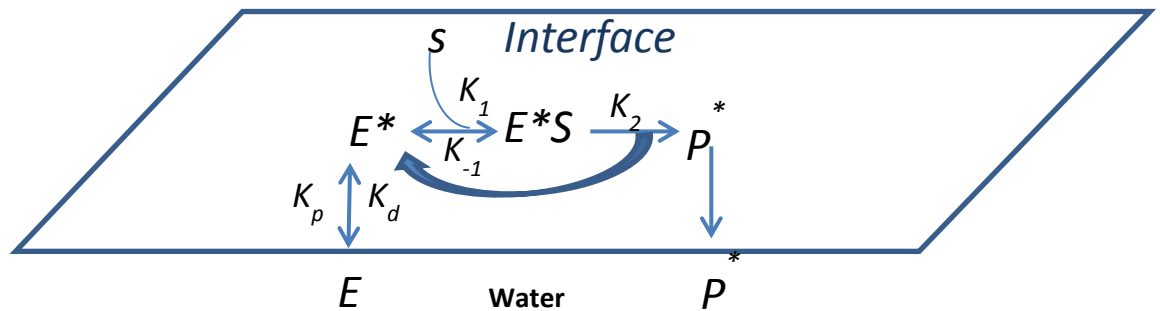 S Interface
K1
E* E*S K2 P*
K-1
Kp Kd
E Water P*